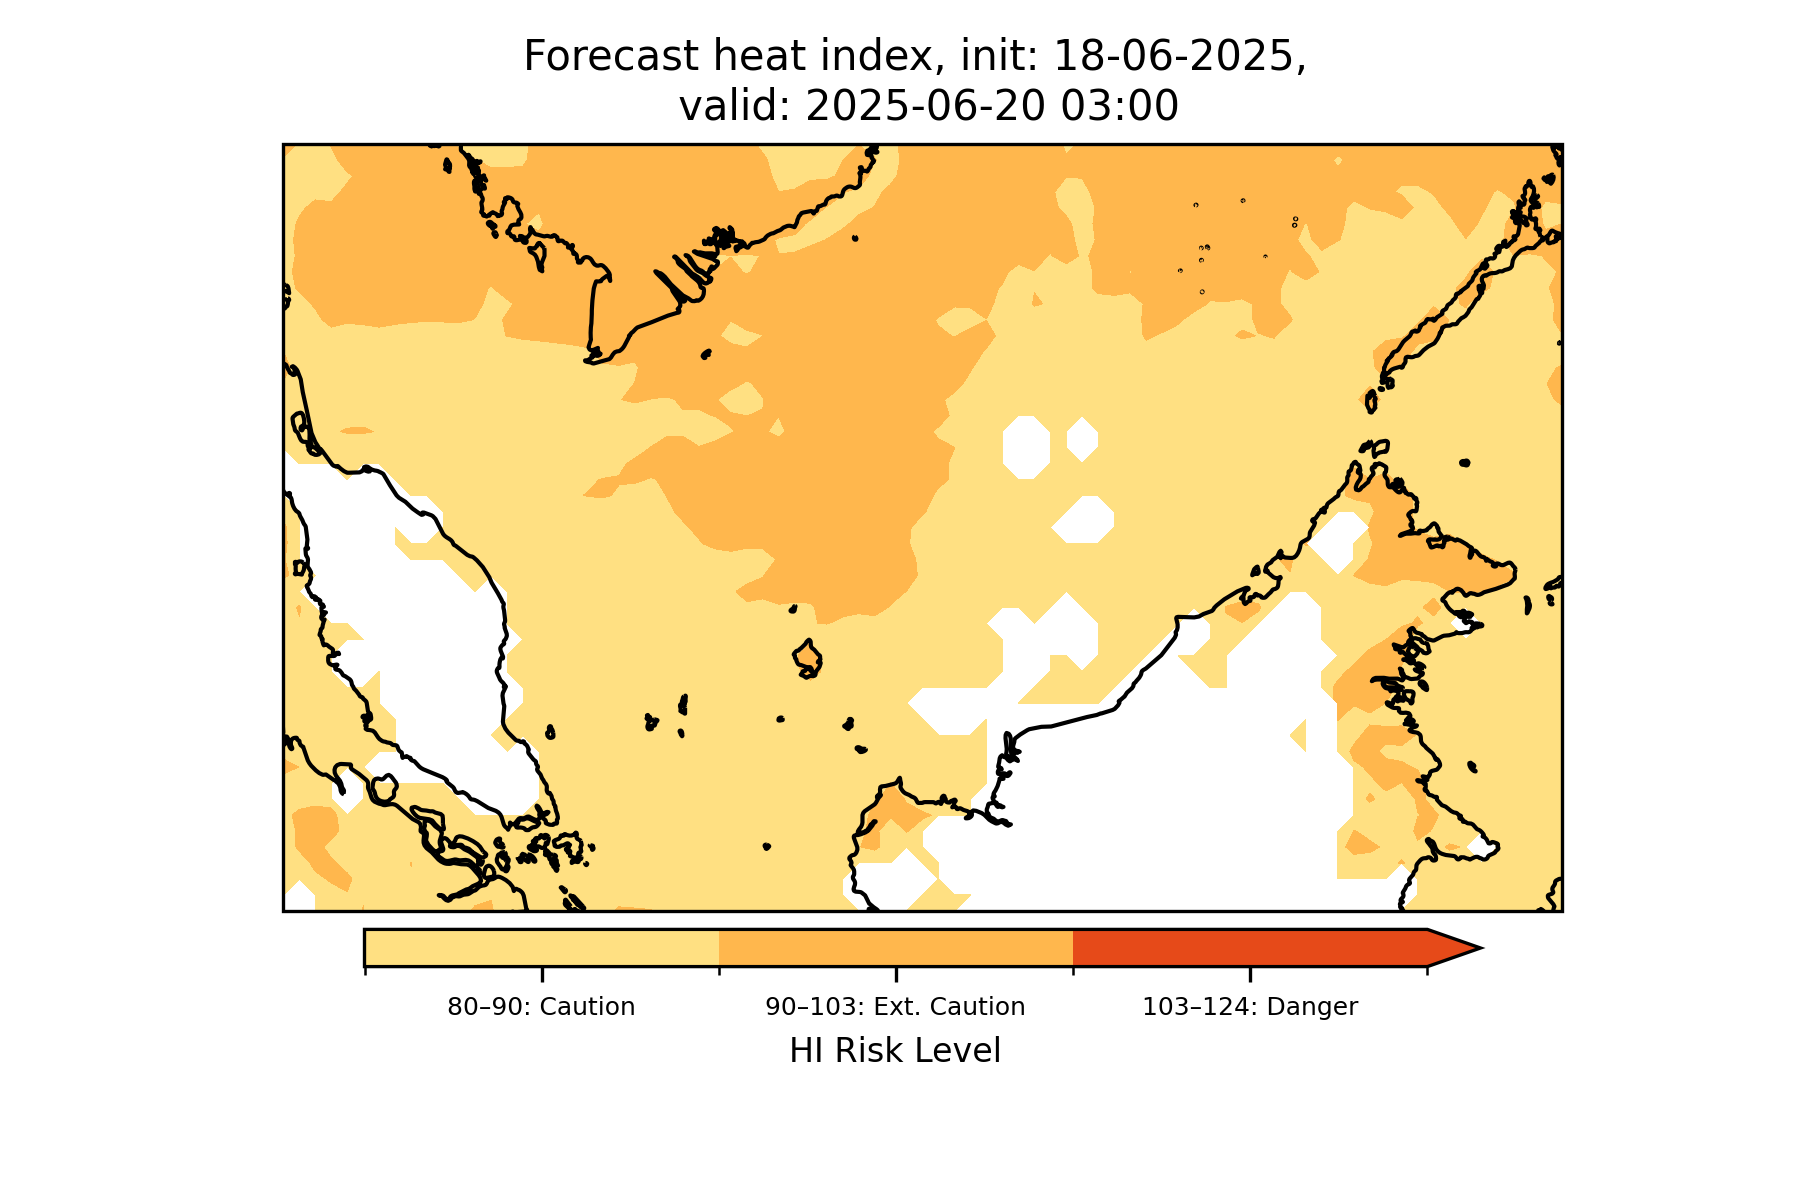 Forecast heat index, init: 18-06-2025,
valid: 2025-06-20 03:00
80–90: Caution
90–103: Ext. Caution
103–124: Danger
HI Risk Level